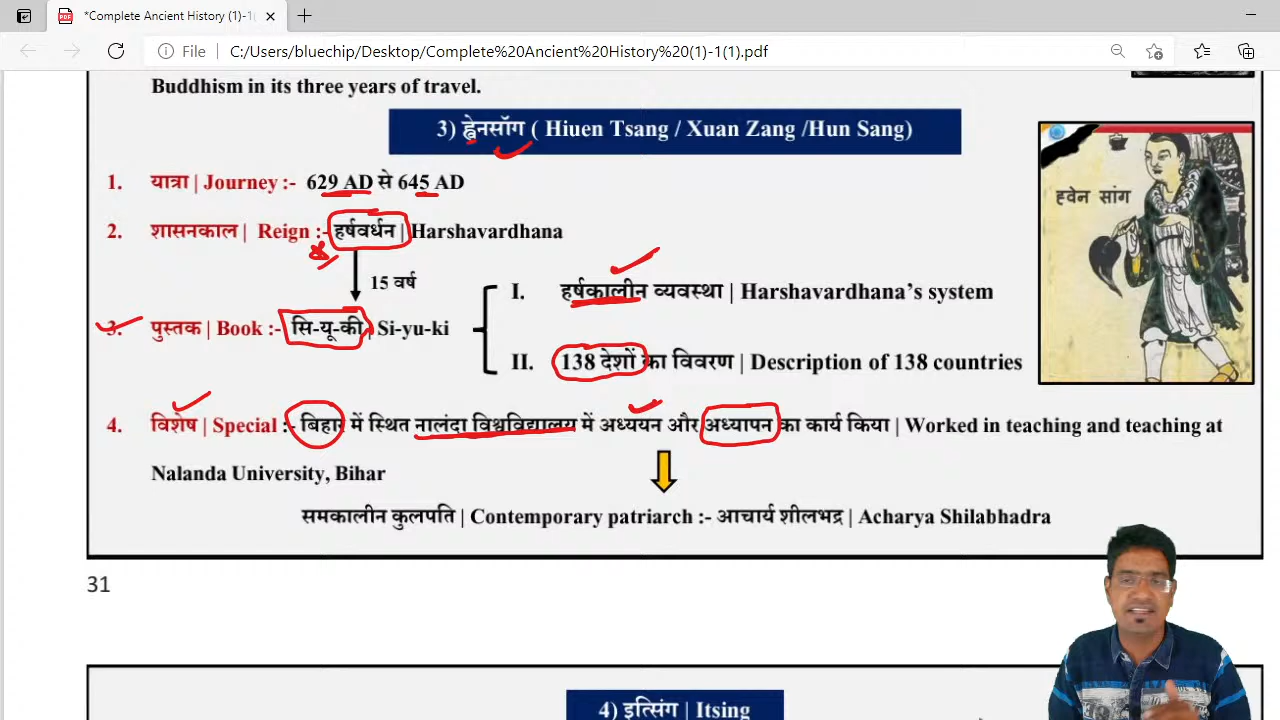 *Complete Ancient History (1)-1(
File
C:/Users/bluechip/Desktop/Complete%20Ancient%20History%20(1)-1(1).pdf
Buddhism in its three years of travel.
3) ह्वेनसॉग ( Hiuen Tsang / Xuan Zang /Hun Sang)
1. यात्रा | Journey :- 629 AD से 645 AD
2. शासनकाल | Reign :- हर्षवर्धन | Harshavardhana
15 वर्ष
I. हर्षकालीन व्यवस्था | Harshavardhana's system
3. पुस्तक | Book :- सि-यू-की | Si-yu-ki
II. 138 देशों का विवरण | Description of 138 countries
ह्वेन सांग
4. विशेष | Special :- बिहार में स्थित नालंदा विश्वविद्यालय में अध्ययन और अध्यापन का कार्य किया | Worked in teaching and teaching at
Nalanda University, Bihar
समकालीन कुलपति | Contemporary patriarch :- आचार्य शीलभद्र | Acharya Shilabhadra
31
4) इत्सिंग | Itsing